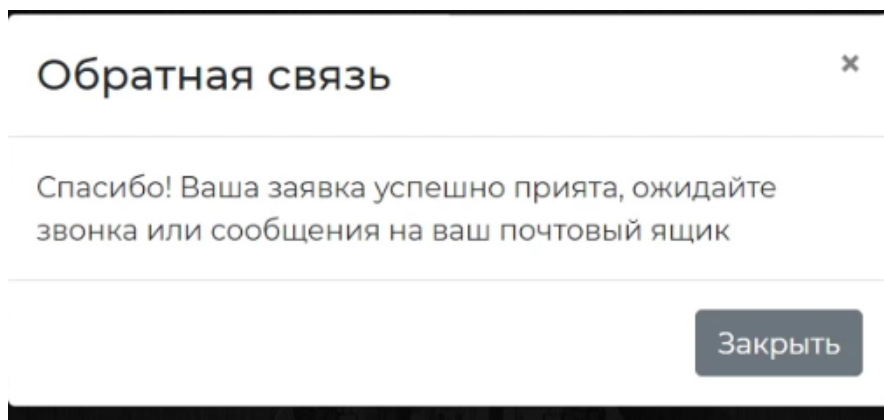 Обратная связь
×
Спасибо! Ваша заявка успешно прията, ожидайте
звонка или сообщения на ваш почтовый ящик
Закрыть